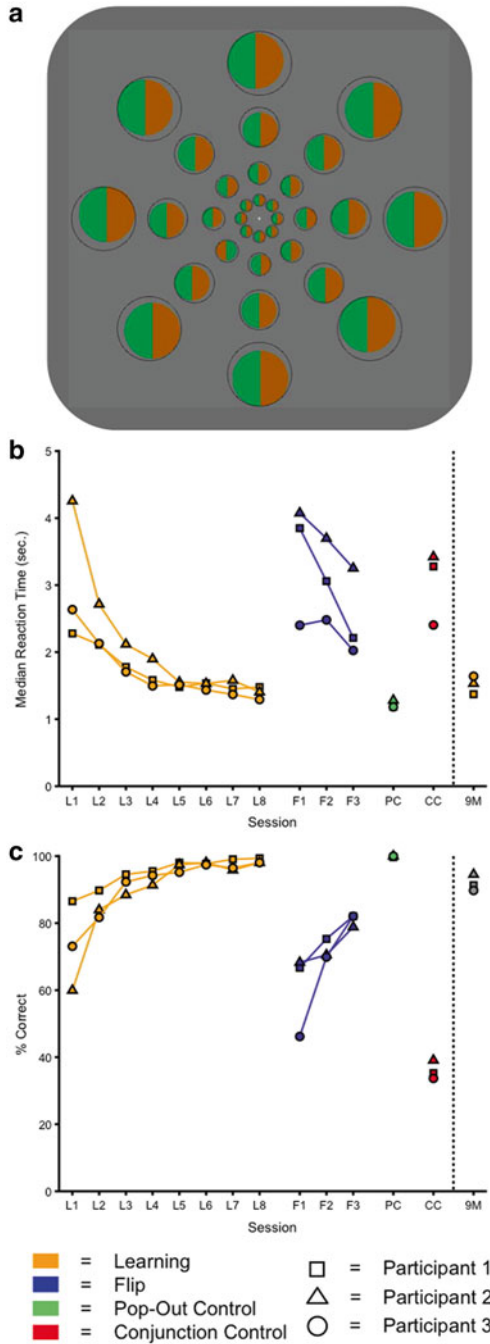 a
b
5
4
3
2
1
0
Median Reaction Time (sec.)
L1 L2 L3 L4 L5 L6 L7 L8 F1 F2 F3 PC CC 9M
Session
c
100
80
60
40
20
0
% Correct
L1 L2 L3 L4 L5 L6 L7 L8 F1 F2 F3 PC CC 9M
Session
= Learning
= Flip
= Pop-Out Control
= Conjunction Control
= Participant 1
= Participant 2
= Participant 3